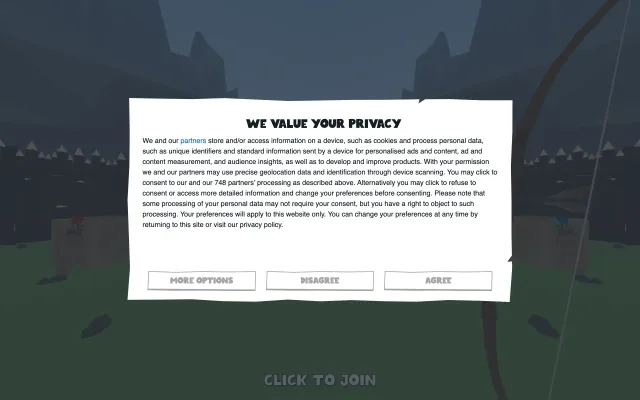 WE VALUE YOUR PRIVACY
We and our partners store and/or access information on a device, such as cookies and process personal data,
such as unique identifiers and standard information sent by a device for personalised ads and content, ad and
content measurement, and audience insights, as well as to develop and improve products. With your permission
we and our partners may use precise geolocation data and identification through device scanning. You may click to
consent to our and our 748 partners' processing as described above. Alternatively you may click to refuse to
consent or access more detailed information and change your preferences before consenting. Please note that
some processing of your personal data may not require your consent, but you have a right to object to such
processing. Your preferences will apply to this website only. You can change your preferences at any time by
returning to this site or visit our privacy policy.
MORE OPTIONS
DISAGREE
AGREE
CLICK TO JOIN